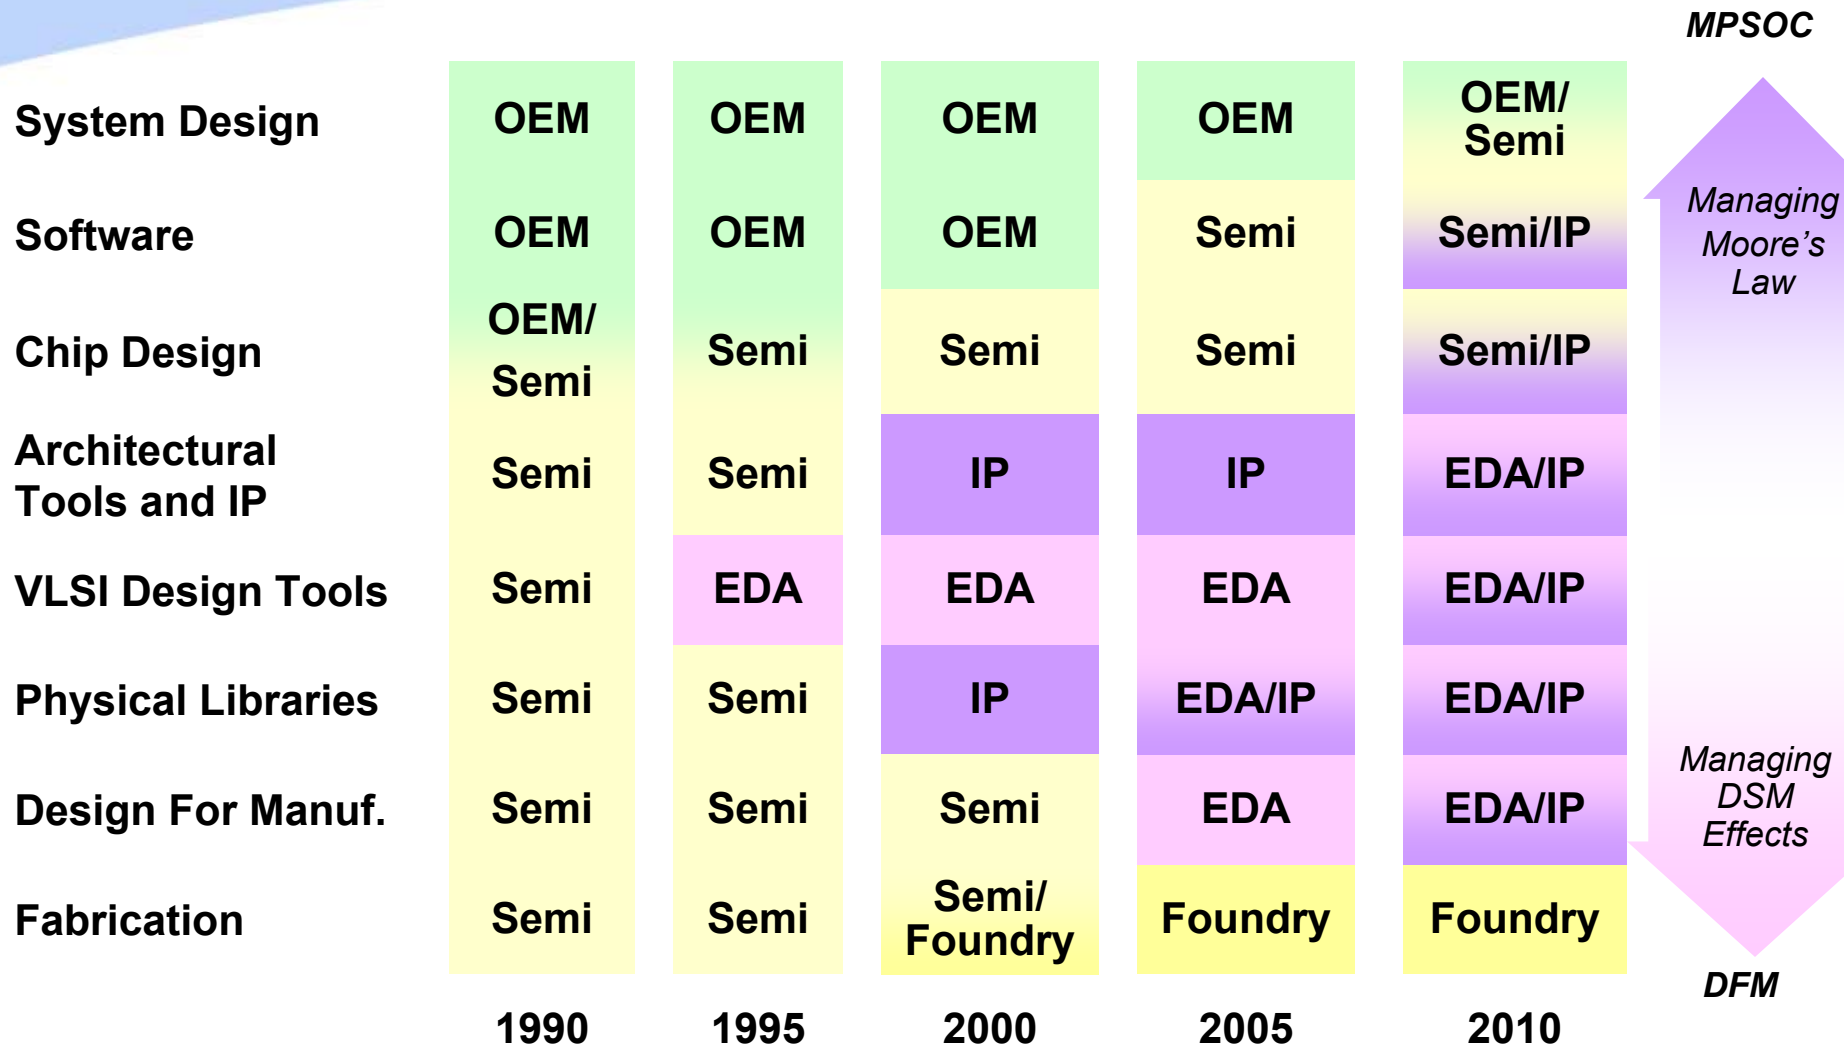 MPSOC
System Design OEM OEM OEM OEM OEM/
Semi
Software OEM OEM OEM Semi Semi/IP
Managing
Moore's
Law
Chip Design OEM/
Semi Semi Semi Semi Semi/IP
Architectural
Tools and IP Semi Semi IP IP EDA/IP
VLSI Design Tools Semi EDA EDA EDA EDA/IP
Physical Libraries Semi Semi IP EDA/IP EDA/IP
Design For Manuf. Semi Semi Semi EDA EDA/IP
Managing
DSM
Effects
Fabrication Semi Semi Semi/
Foundry Foundry Foundry
DFM
1990 1995 2000 2005 2010